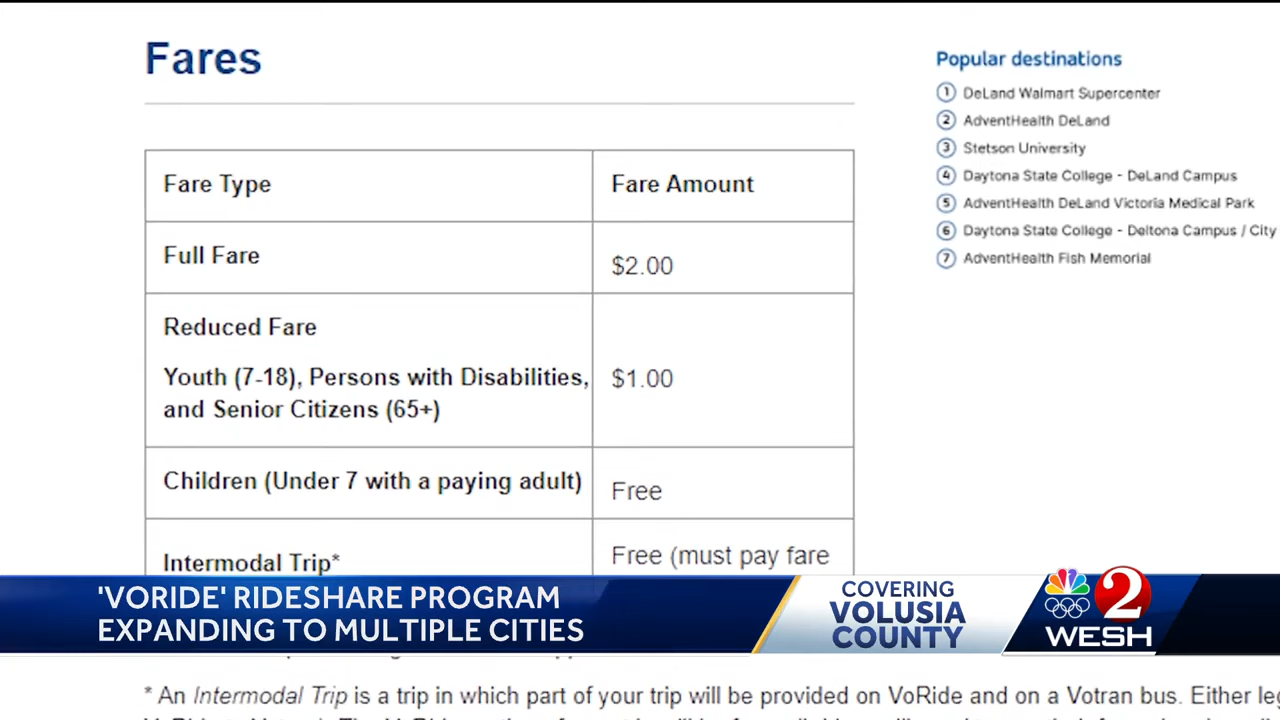 Fares
Fare Type
Fare Amount
Full Fare
$2.00
Reduced Fare
Youth (7-18), Persons with Disabilities,
and Senior Citizens (65+)
$1.00
Children (Under 7 with a paying adult)
Free
Intermodal Trip*
Free (must pay fare
Popular destinations
1 DeLand Walmart Supercenter
2 AdventHealth DeLand
3 Stetson University
4 Daytona State College - DeLand Campus
5 AdventHealth DeLand Victoria Medical Park
6 Daytona State College - Deltona Campus / City
7 AdventHealth Fish Memorial
'VORIDE' RIDESHARE PROGRAM
EXPANDING TO MULTIPLE CITIES
COVERING
VOLUSIA
COUNTY
2
WESH
* An Intermodal Trip is a trip in which part of your trip will be provided on VoRide and on a Votran bus. Either